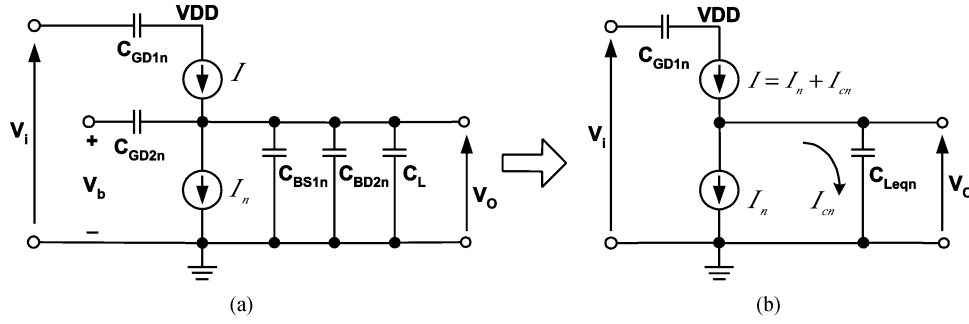 VDD
C_GD1n
I
V_i
+
C_GD2n
V_b
−
I_n
C_BS1n
C_BD2n
C_L
V_O
(a)
VDD
C_GD1n
I = I_n + I_cn
V_i
I_n
I_cn
C_Leqn
V_O
(b)